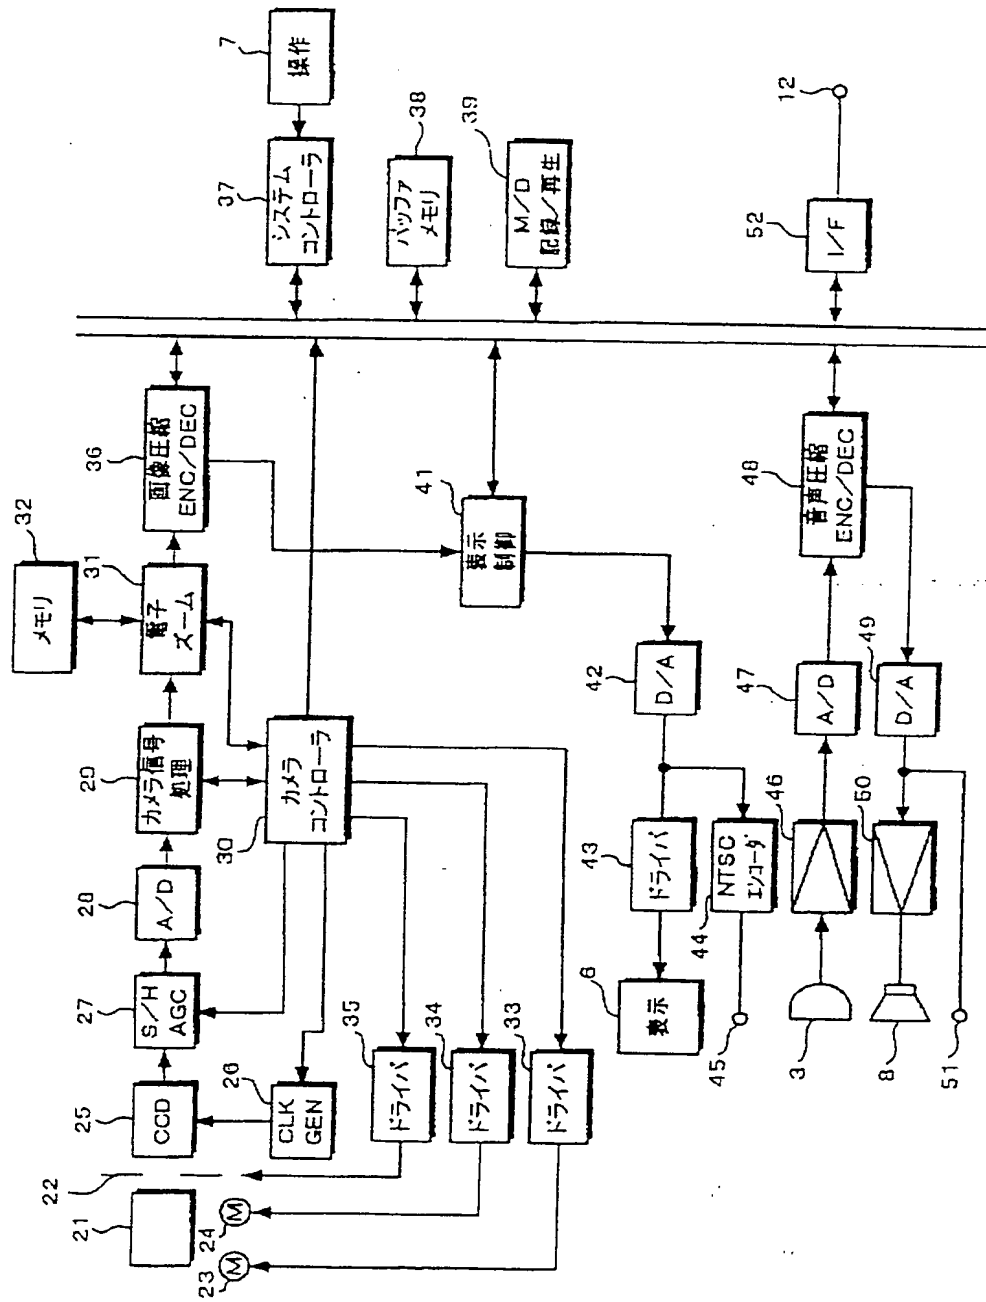 21
22
25
CCD
27
S/H
AGC
28
A/D
29
カメラ信号
処理
31
電子
ズーム
32
メモリ
36
画像圧縮
ENC/DEC
37
システム
コントローラ
7
操作
38
バッファ
メモリ
39
M/D
記録/再生
23
M
24
M
26
CLK
GEN
30
カメラ
コントローラ
35
ドライバ
34
ドライバ
33
ドライバ
41
表示
制御
42
D/A
43
ドライバ
6
表示
44
NTSC
エンコーダ
45
3
46
47
A/D
48
音声圧縮
ENC/DEC
49
D/A
50
8
51
52
I/F
12